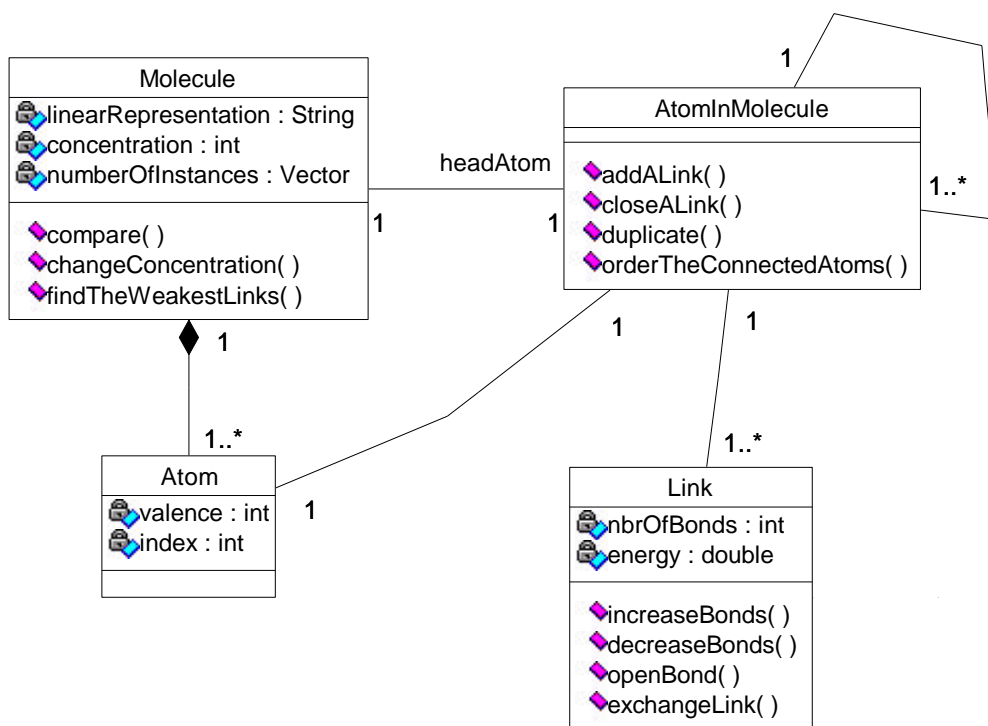 Molecule
linearRepresentation : String
concentration : int
numberOfInstances : Vector
compare( )
changeConcentration( )
findTheWeakestLinks( )
headAtom
1
1
1
AtomInMolecule
addALink( )
closeALink( )
duplicate( )
orderTheConnectedAtoms( )
1..*
1
1
1
1..*
1..*
Atom
valence : int
index : int
1
Link
nbrOfBonds : int
energy : double
increaseBonds( )
decreaseBonds( )
openBond( )
exchangeLink( )